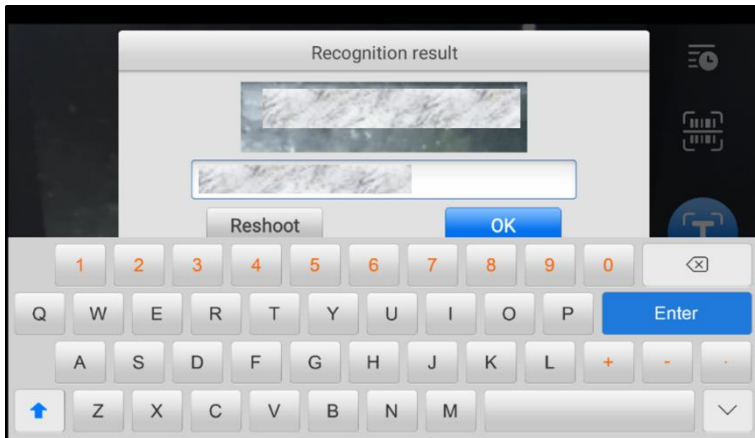 Recognition result
Reshoot OK
1 2 3 4 5 6 7 8 9 0
Q W E R T Y U I O P Enter
A S D F G H J K L + - .
Z X C V B N M